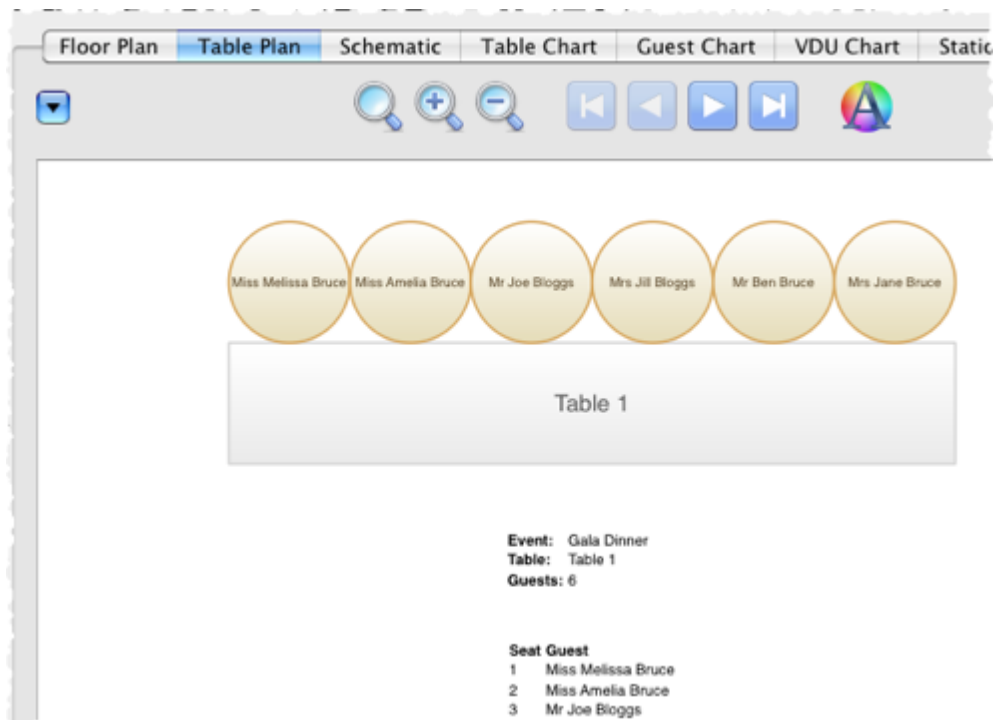 Floor Plan Table Plan Schematic Table Chart Guest Chart VDU Chart
Miss Melissa Bruce Miss Amelia Bruce Mr Joe Bloggs Mrs Jill Bloggs Mr Ben Bruce Mrs Jane Bruce
Table 1
Event: Gala Dinner
Table: Table 1
Guests: 6
Seat Guest
1 Miss Melissa Bruce
2 Miss Amelia Bruce
3 Mr Joe Bloggs